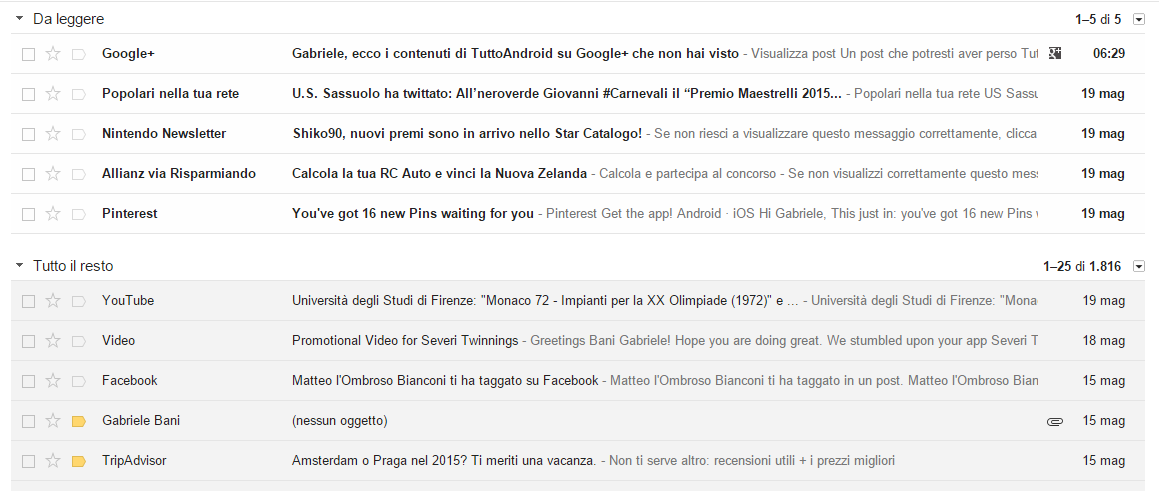 Da leggere 1–5 di 5
Google+ Gabriele, ecco i contenuti di TuttoAndroid su Google+ che non hai visto - Visualizza post Un post che potresti aver perso Tut 06:29
Popolari nella tua rete U.S. Sassuolo ha twittato: All'neroverde Giovanni #Carnevali il “Premio Maestrelli 2015... - Popolari nella tua rete US Sassu 19 mag
Nintendo Newsletter Shiko90, nuovi premi sono in arrivo nello Star Catalogo! - Se non riesci a visualizzare questo messaggio correttamente, clicca 19 mag
Allianz via Risparmiando Calcola la tua RC Auto e vinci la Nuova Zelanda - Calcola e partecipa al concorso - Se non visualizzi correttamente questo mes 19 mag
Pinterest You've got 16 new Pins waiting for you - Pinterest Get the app! Android · iOS Hi Gabriele, This just in: you've got 16 new Pins 19 mag
Tutto il resto 1–25 di 1.816
YouTube Università degli Studi di Firenze: "Monaco 72 - Impianti per la XX Olimpiade (1972)" e ... - Università degli Studi di Firenze: "Mona 19 mag
Video Promotional Video for Severi Twinnings - Greetings Bani Gabriele! Hope you are doing great. We stumbled upon your app Severi T 18 mag
Facebook Matteo l'Ombroso Bianconi ti ha taggato su Facebook - Matteo l'Ombroso Bianconi ti ha taggato in un post. Matteo l'Ombroso Bian 15 mag
Gabriele Bani (nessun oggetto) 15 mag
TripAdvisor Amsterdam o Praga nel 2015? Ti meriti una vacanza. - Non ti serve altro: recensioni utili + i prezzi migliori 15 mag